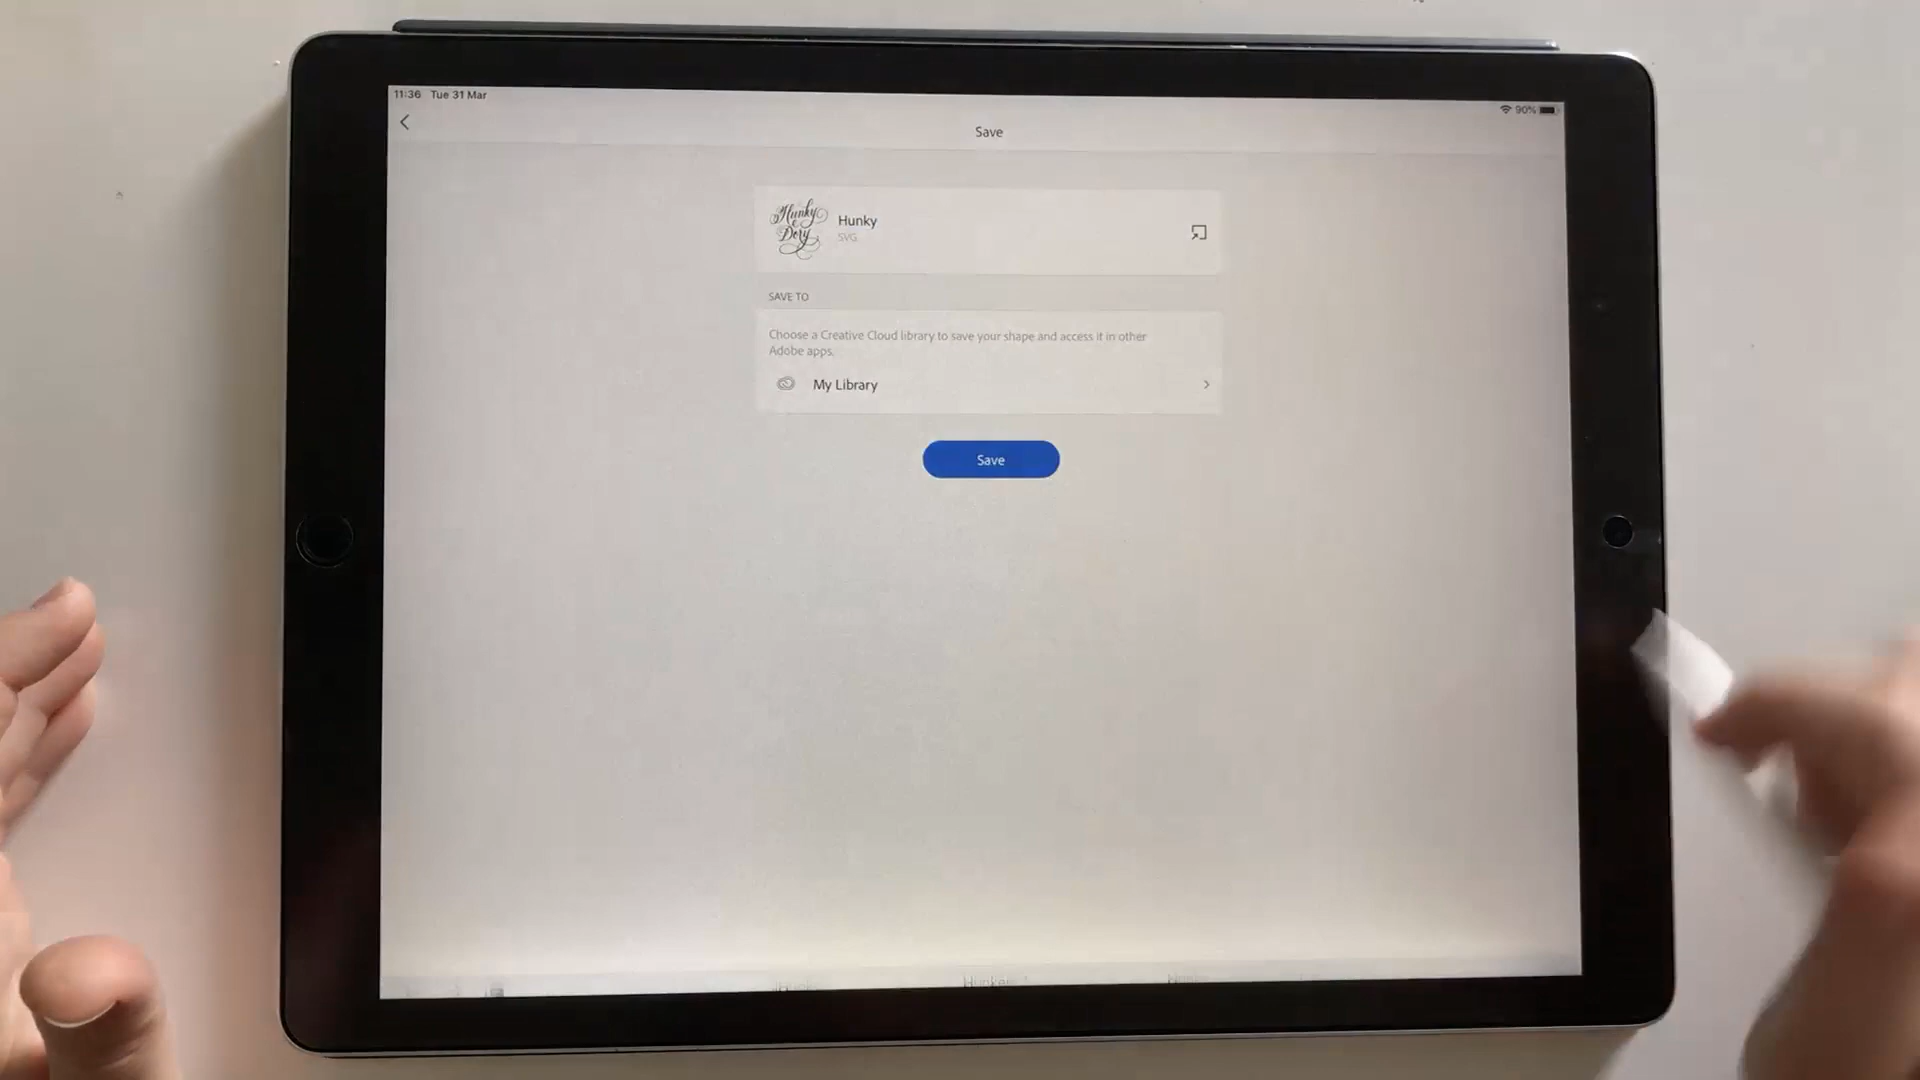 11:36 Tue 31 Mar
90%
Save
Hunky
Dory
Hunky
SVG
SAVE TO
Choose a Creative Cloud library to save your shape and access it in other
Adobe apps.
My Library
Save